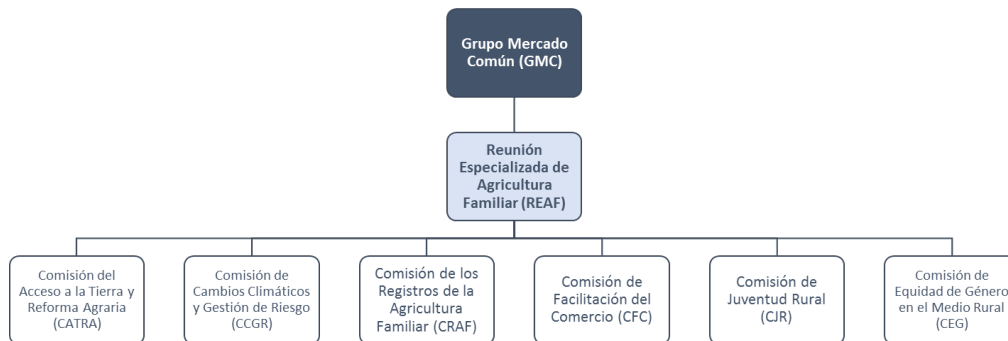 Grupo Mercado
Común (GMC)
Reunión
Especializada de
Agricultura
Familiar (REAF)
Comisión del
Acceso a la Tierra y
Reforma Agraria
(CATRA)
Comisión de
Cambios Climáticos
y Gestión de Riesgo
(CCGR)
Comisión de los
Registros de la
Agricultura
Familiar (CRAF)
Comisión de
Facilitación del
Comercio (CFC)
Comisión de
Juventud Rural
(CJR)
Comisión de
Equidad de Género
en el Medio Rural
(CEG)